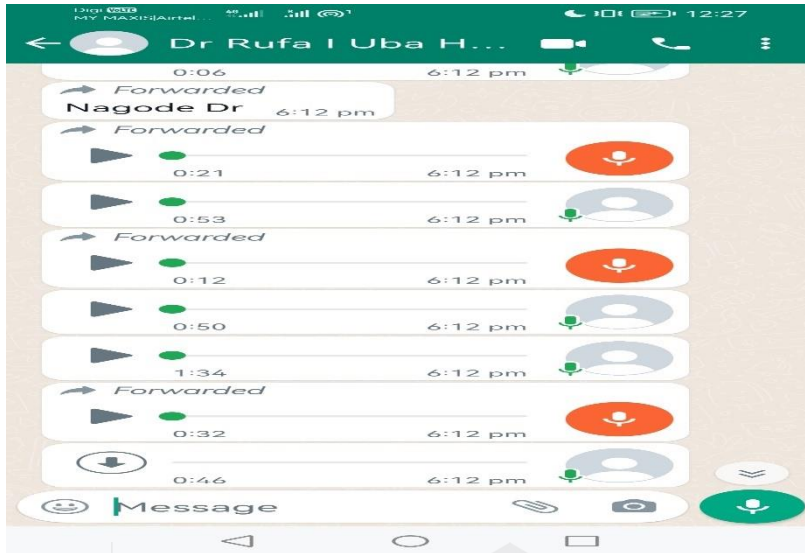 Digi VoLTE
MY MAXIS|Airtel... 12:27
Dr Rufa I Uba H...
0:06 6:12 pm
Forwarded
Nagode Dr 6:12 pm
Forwarded
0:21 6:12 pm
0:53 6:12 pm
Forwarded
0:12 6:12 pm
0:50 6:12 pm
1:34 6:12 pm
Forwarded
0:32 6:12 pm
0:46 6:12 pm
Message